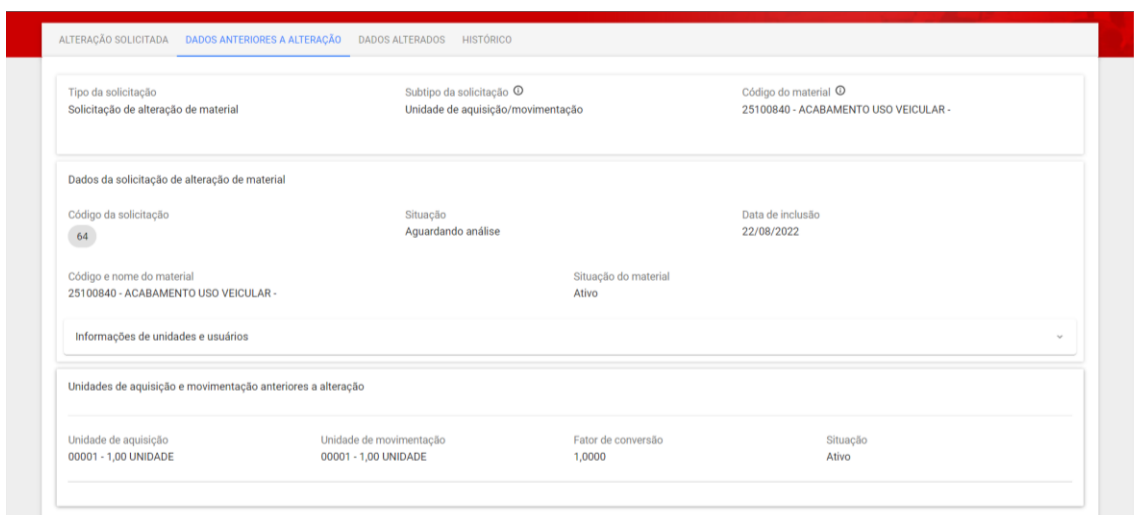 ALTERAÇÃO SOLICITADA DADOS ANTERIORES A ALTERAÇÃO DADOS ALTERADOS HISTÓRICO
Tipo da solicitação Subtipo da solicitação Código do material
Solicitação de alteração de material Unidade de aquisição/movimentação 25100840 - ACABAMENTO USO VEICULAR -
Dados da solicitação de alteração de material
Código da solicitação Situação Data de inclusão
64 Aguardando análise 22/08/2022
Código e nome do material Situação do material
25100840 - ACABAMENTO USO VEICULAR - Ativo
Informações de unidades e usuários
Unidades de aquisição e movimentação anteriores a alteração
Unidade de aquisição Unidade de movimentação Fator de conversão Situação
00001 - 1,00 UNIDADE 00001 - 1,00 UNIDADE 1,0000 Ativo